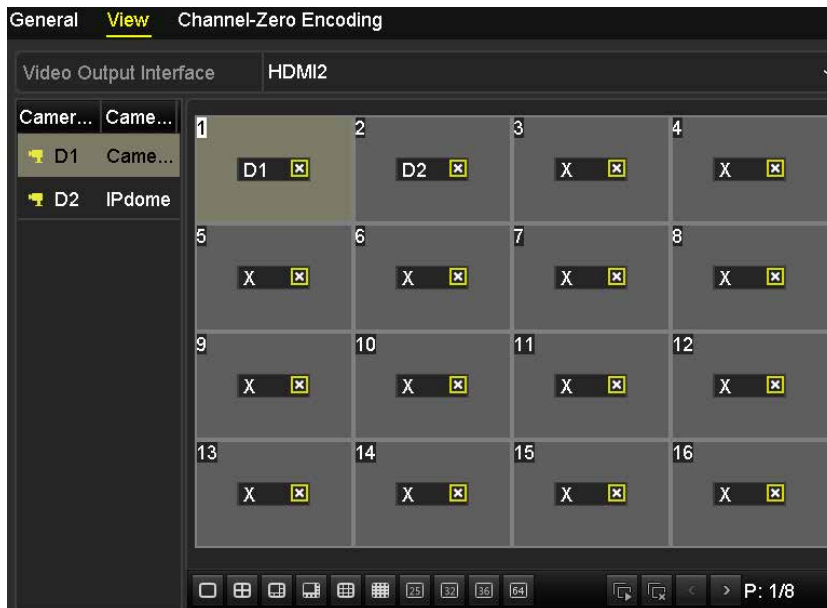 General View Channel-Zero Encoding
Video Output Interface HDMI2
Camer... Came...
D1 Came...
D2 IPdome
1 2 3 4
D1 D2 X X
5 6 7 8
X X X X
9 10 11 12
X X X X
13 14 15 16
X X X X
25 32 36 64 P: 1/8